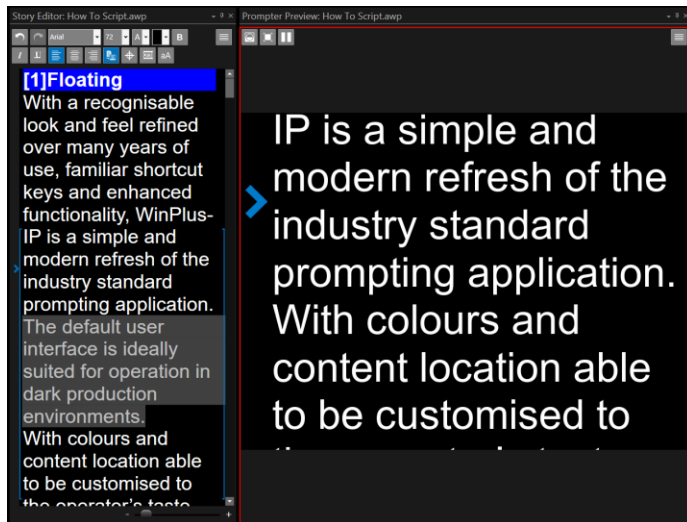 Story Editor: How To Script.awp
Arial
72
A
B
I
U
aA
[1]Floating
With a recognisable
look and feel refined
over many years of
use, familiar shortcut
keys and enhanced
functionality, WinPlus-
IP is a simple and
modern refresh of the
industry standard
prompting application.
The default user
interface is ideally
suited for operation in
dark production
environments.
With colours and
content location able
to be customised to
the operator's taste
Prompter Preview: How To Script.awp
IP is a simple and
modern refresh of the
industry standard
prompting application.
With colours and
content location able
to be customised to